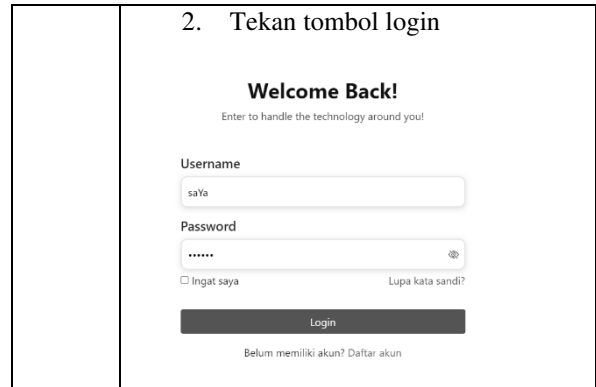 2. Tekan tombol login
Welcome Back!
Enter to handle the technology around you!
Username
saYa
Password
••••••
Ingat saya
Lupa kata sandi?
Login
Belum memiliki akun? Daftar akun